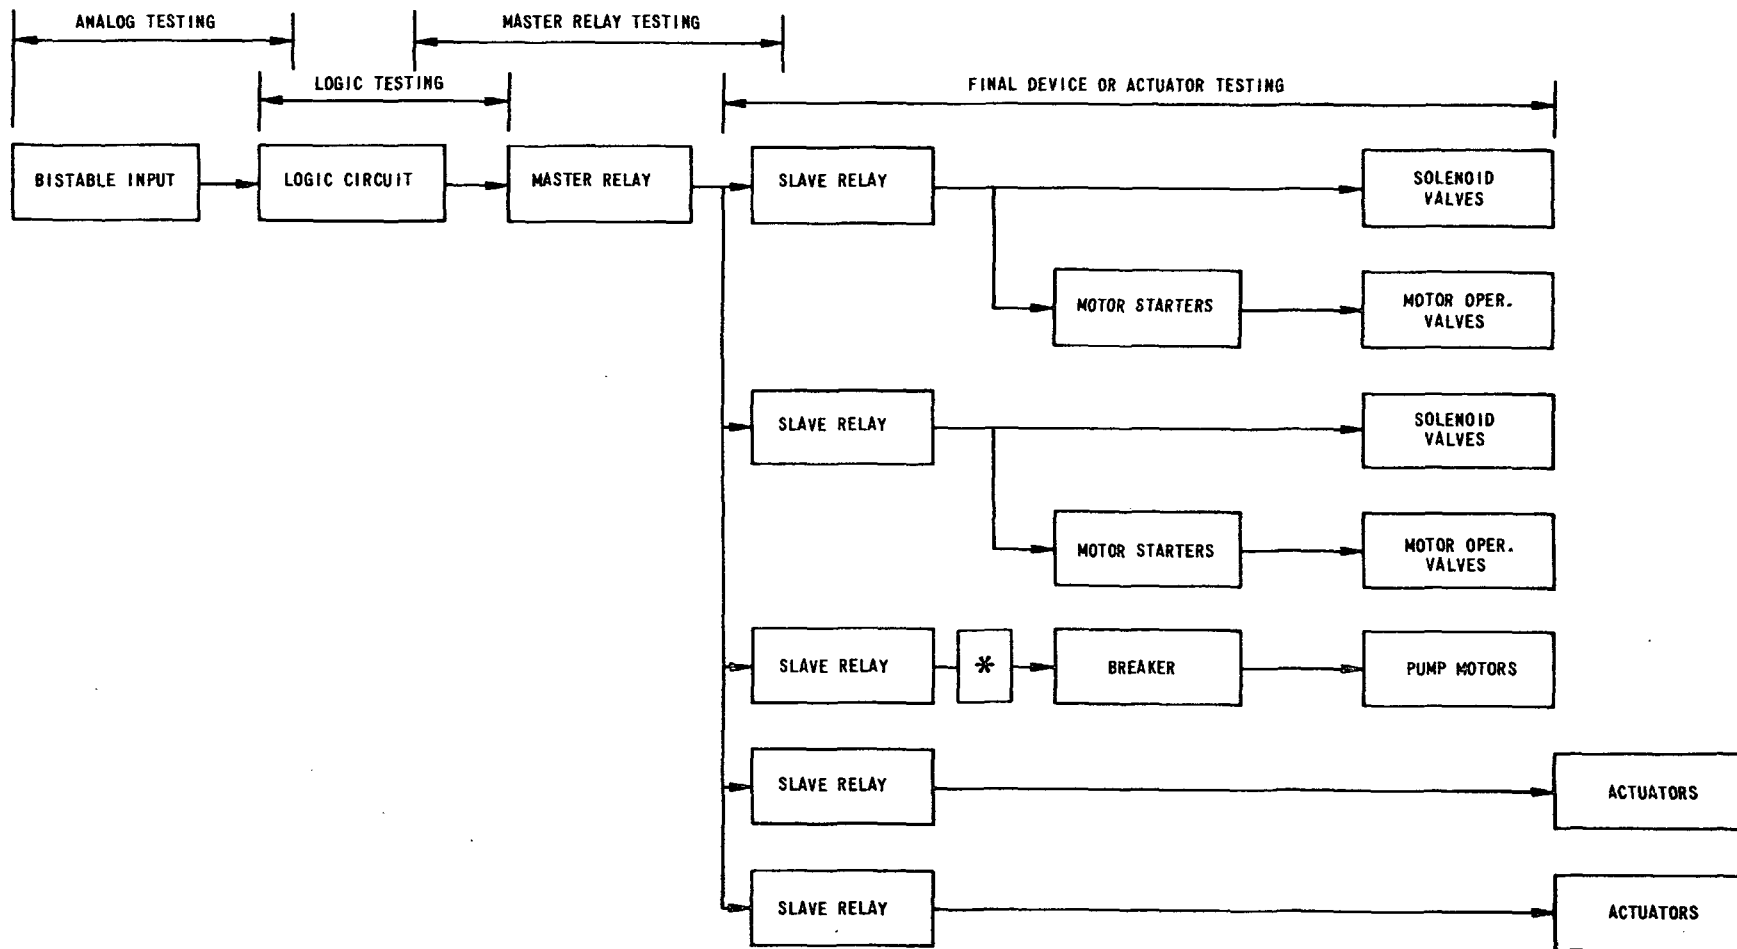 ANALOG TESTING
MASTER RELAY TESTING
LOGIC TESTING
FINAL DEVICE OR ACTUATOR TESTING
BISTABLE INPUT
LOGIC CIRCUIT
MASTER RELAY
SLAVE RELAY
SOLENOID
VALVES
MOTOR STARTERS
MOTOR OPER.
VALVES
SLAVE RELAY
SOLENOID
VALVES
MOTOR STARTERS
MOTOR OPER.
VALVES
SLAVE RELAY
*
BREAKER
PUMP MOTORS
SLAVE RELAY
ACTUATORS
SLAVE RELAY
ACTUATORS